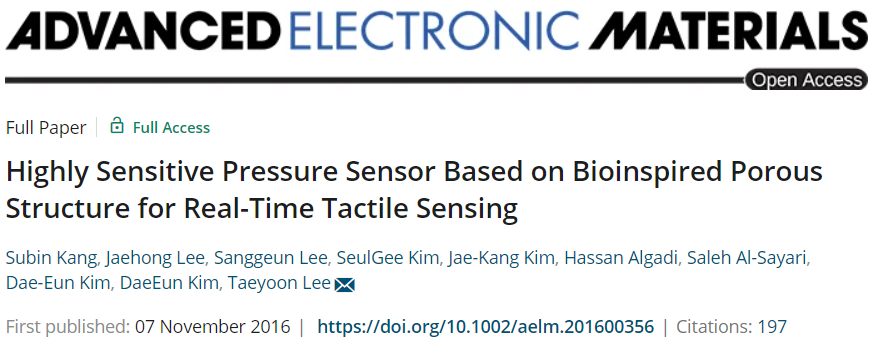 ADVANCED ELECTRONIC MATERIALS
Open Access
Full Paper | Full Access
Highly Sensitive Pressure Sensor Based on Bioinspired Porous
Structure for Real-Time Tactile Sensing
Subin Kang, Jaehong Lee, Sanggeun Lee, SeulGee Kim, Jae-Kang Kim, Hassan Algadi, Saleh Al-Sayari,
Dae-Eun Kim, DaeEun Kim, Taeyoon Lee
First published: 07 November 2016 | https://doi.org/10.1002/aelm.201600356 | Citations: 197